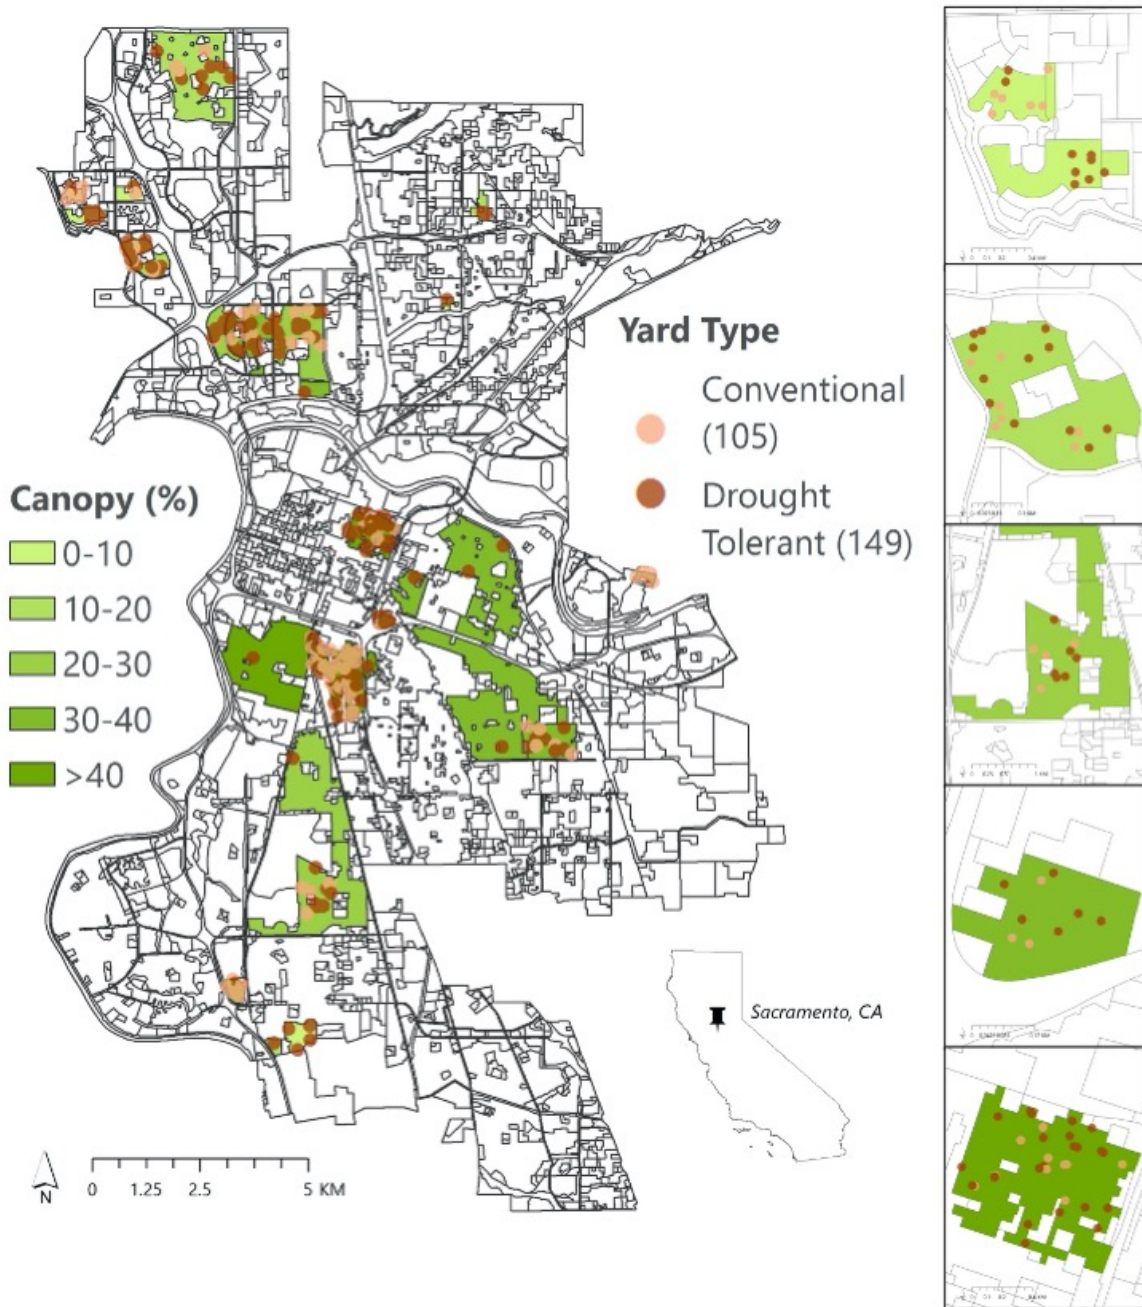 Yard Type
Conventional
(105)
Drought
Tolerant (149)
Canopy (%)
0-10
10-20
20-30
30-40
>40
Sacramento, CA
N
0 1.25 2.5 5 KM